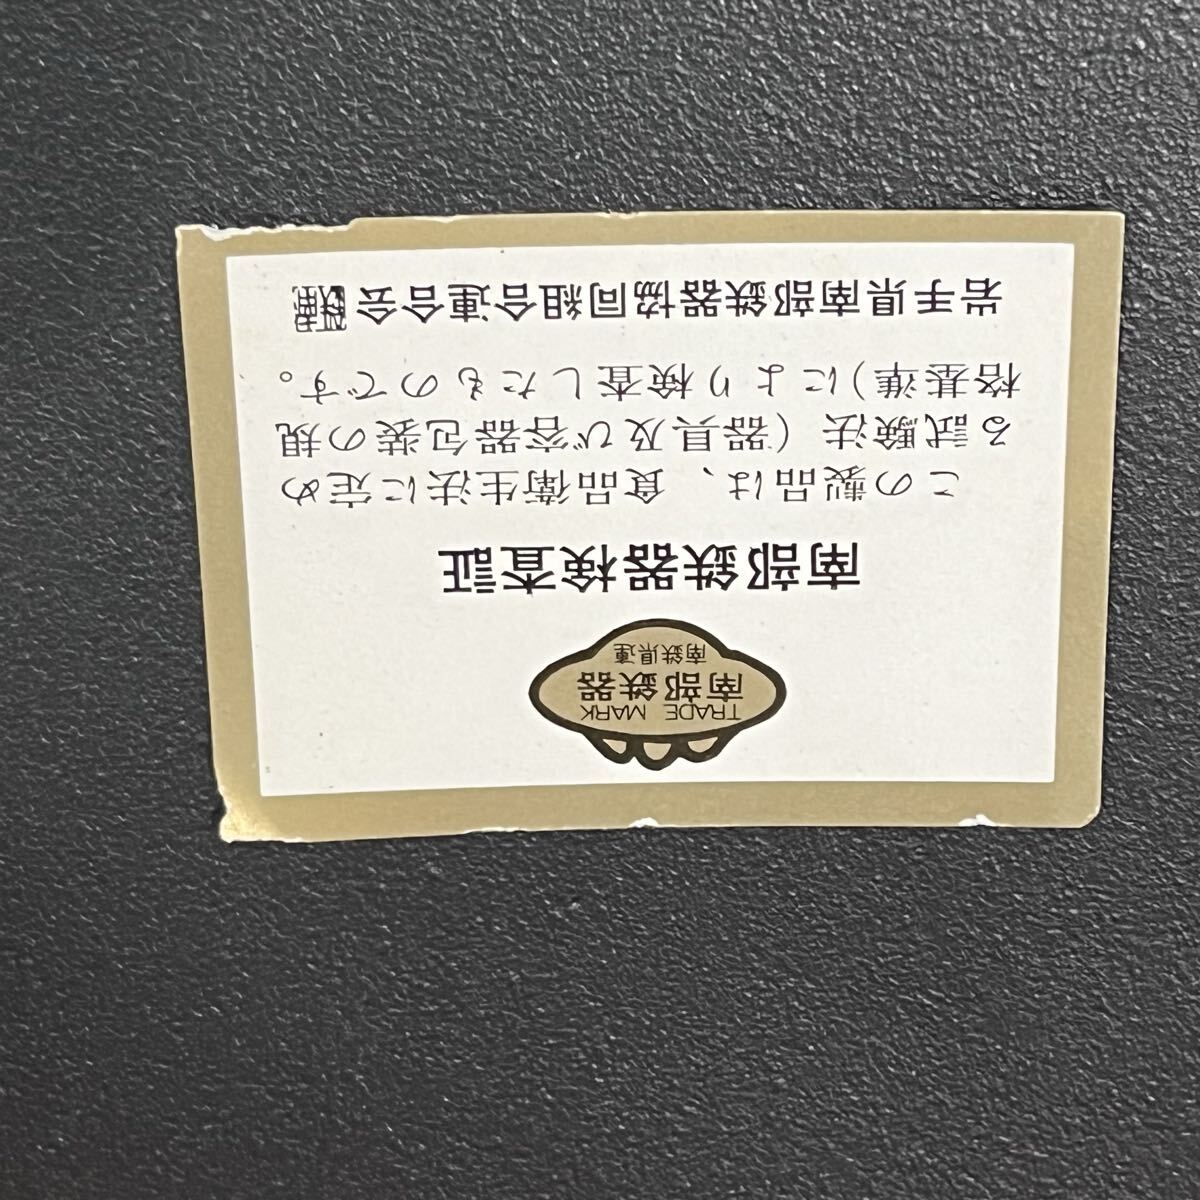 TRADE MARK
南部鉄器
南鉄県連
南部鉄器検査証
この製品は、食品衛生法に定め
る試験法（器具及び容器包装の規
格基準）により検査したものです。
岩手県南部鉄器協同組合連合会